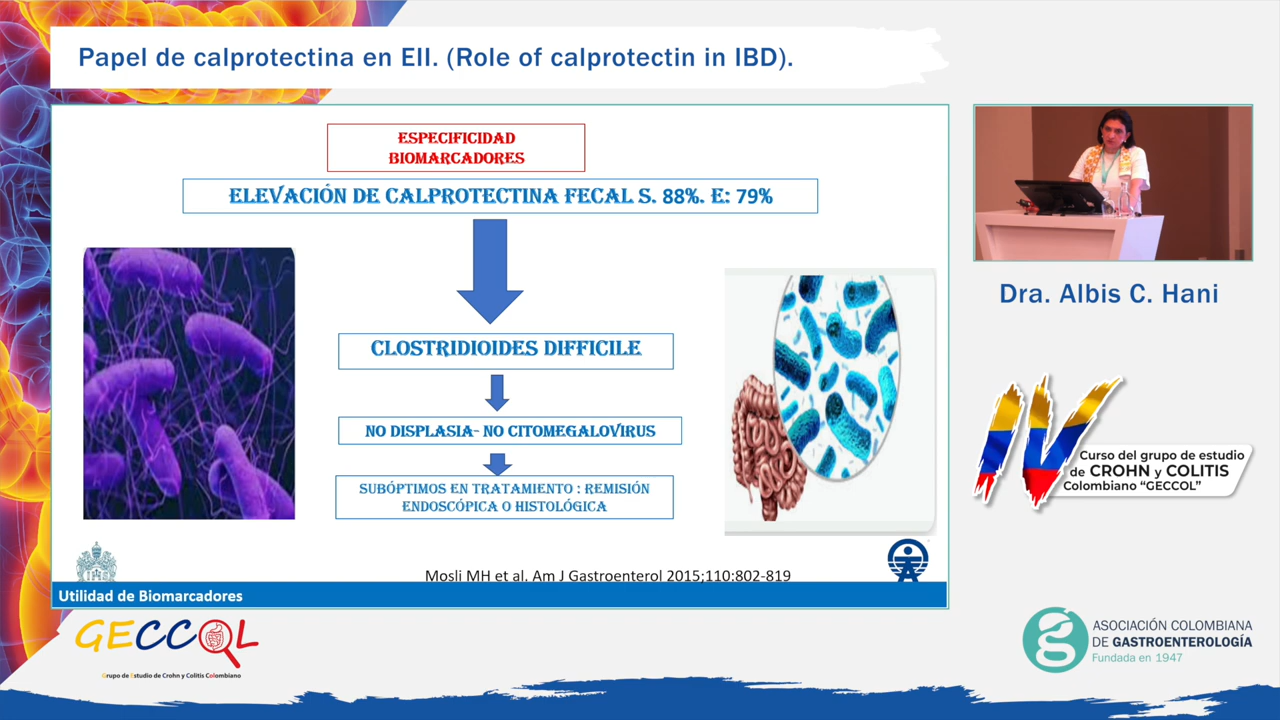 Papel de calprotectina en EII. (Role of calprotectin in IBD).
ESPECIFICIDAD
BIOMARCADORES
ELEVACIÓN DE CALPROTECTINA FECAL S. 88%. E: 79%
CLOSTRIDIOIDES DIFFICILE
NO DISPLASIA- NO CITOMEGALOVIRUS
SUBÓPTIMOS EN TRATAMIENTO : REMISIÓN
ENDOSCÓPICA O HISTOLÓGICA
Mosli MH et al. Am J Gastroenterol 2015;110:802-819
Utilidad de Biomarcadores
Dra. Albis C. Hani
IV
Curso del grupo de estudio
de CROHN y COLITIS
Colombiano “GECCOL”
GECCOL
Grupo de Estudio de Crohn y Colitis Colombiano
ASOCIACIÓN COLOMBIANA
DE GASTROENTEROLOGÍA
Fundada en 1947